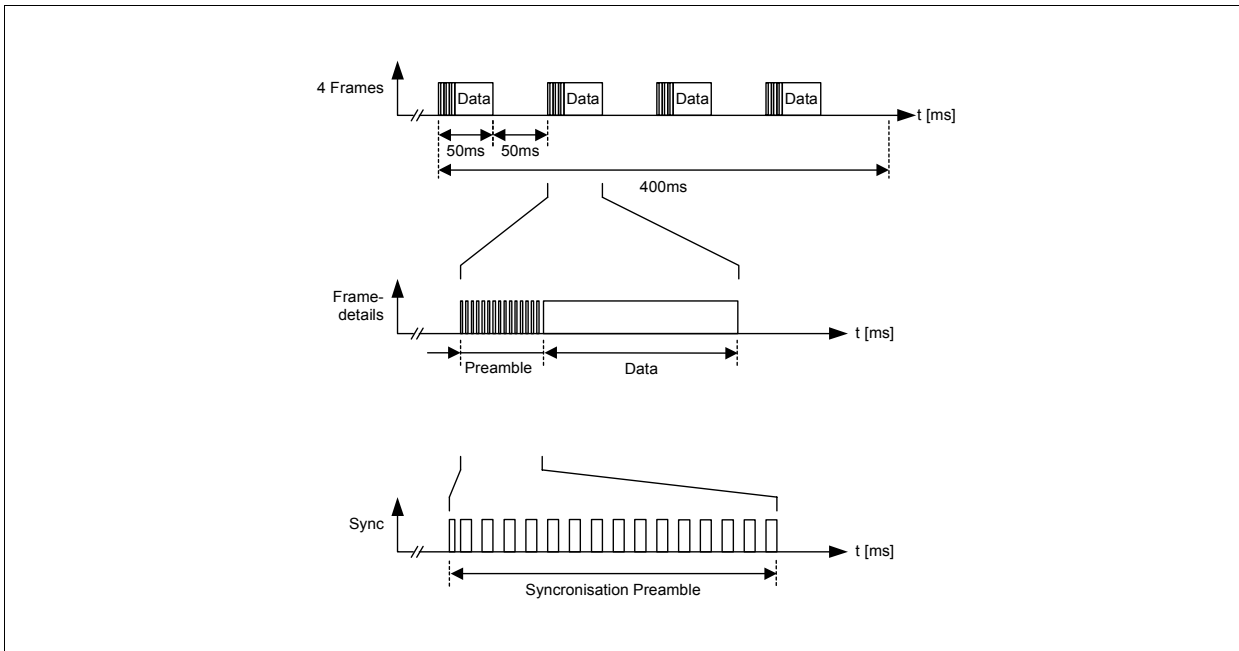 4 Frames
Data
Data
Data
Data
t [ms]
50ms
50ms
400ms
Frame-
details
t [ms]
Preamble
Data
Sync
t [ms]
Syncronisation Preamble